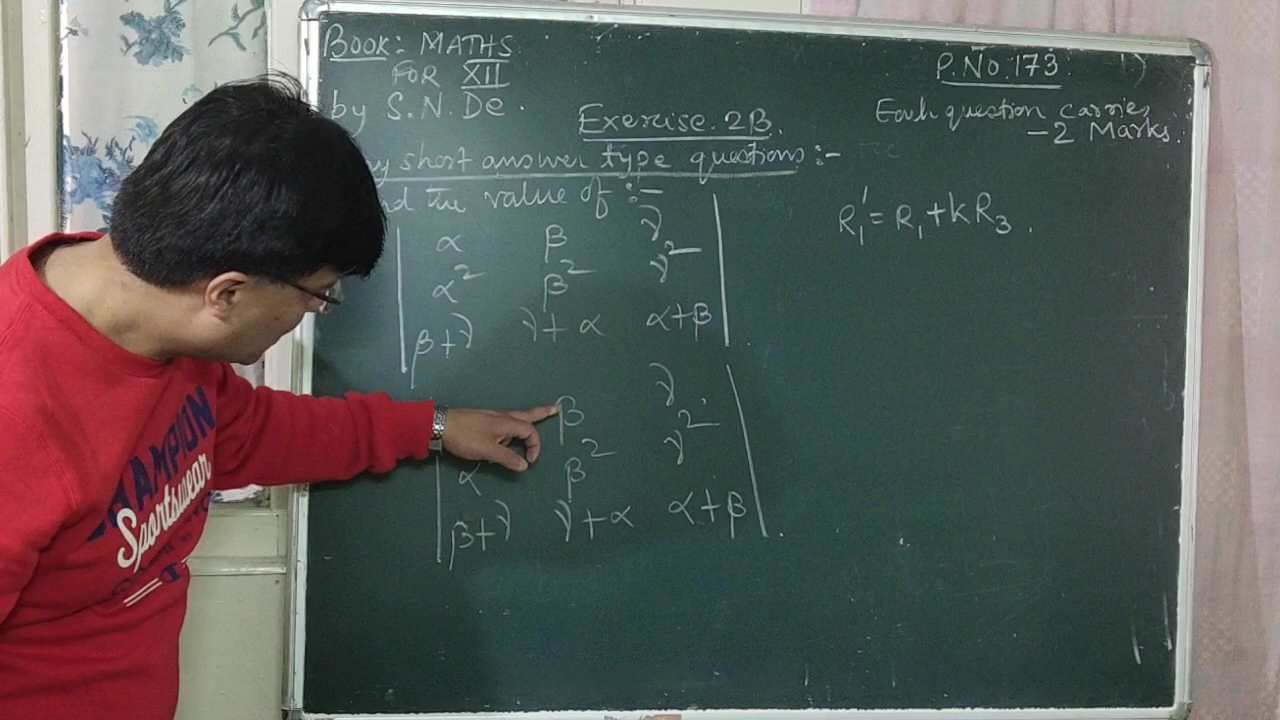 BOOK: MATHS
FOR XII
by S.N. De.
P.No.173
Each question carries
- 2 Marks.
Exercise. 2B.
short answer type questions :-
the value of :-
α β γ
α² β² γ²
β+γ γ+α α+β
R₁' = R₁ + kR₃.
β γ
α β² γ²
β+γ γ+α α+β
CHAMPION
Sportswear